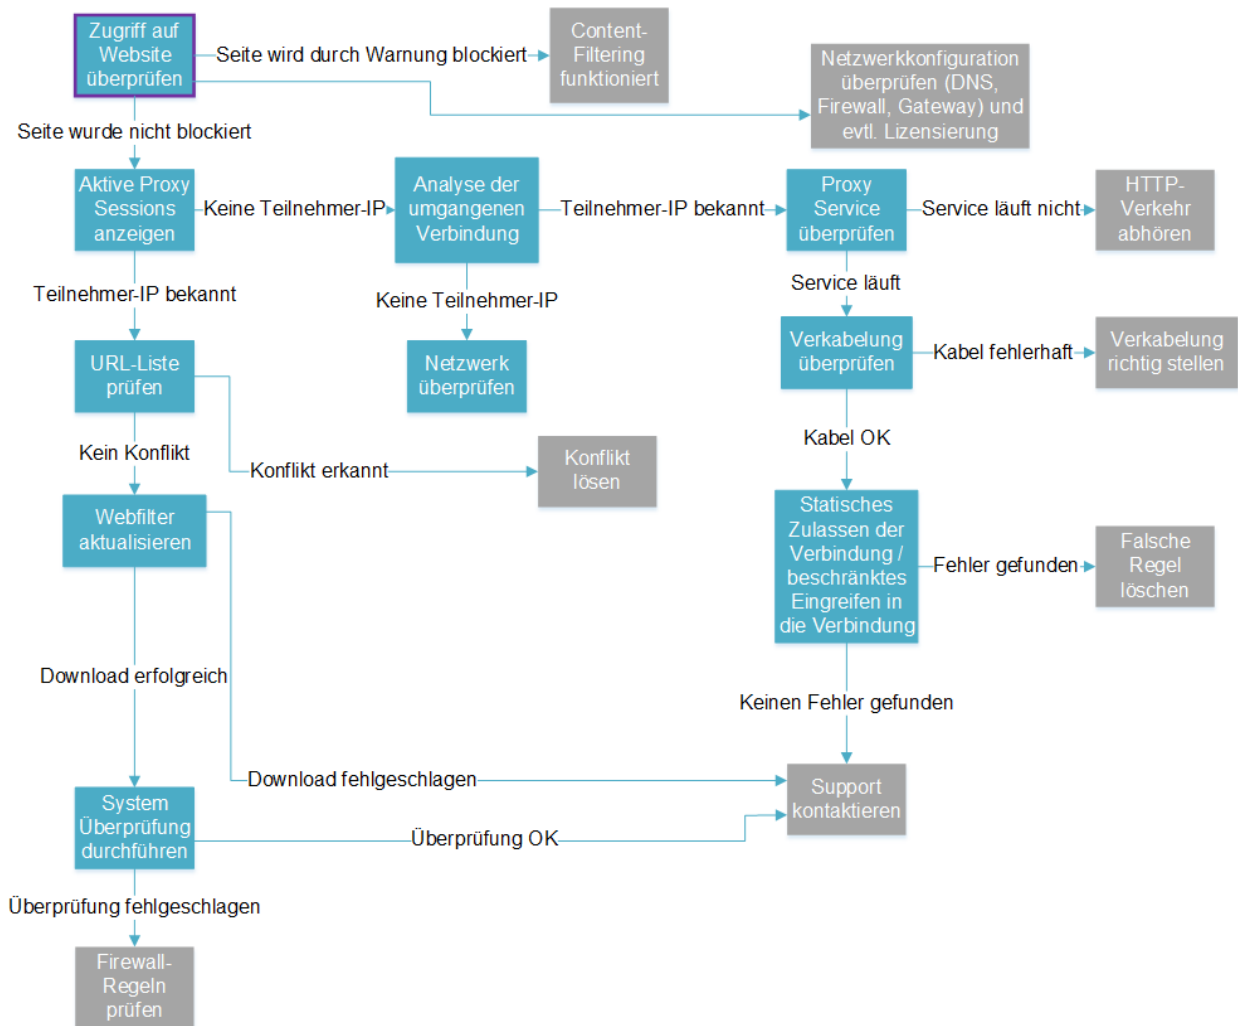 Zugriff auf
Website
überprüfen
Seite wird durch Warnung blockiert
Content-
Filtering
funktioniert
Netzwerkkonfiguration
überprüfen (DNS,
Firewall, Gateway) und
evtl. Lizensierung
Seite wurde nicht blockiert
Aktive Proxy
Sessions
anzeigen
Keine Teilnehmer-IP
Analyse der
umgangenen
Verbindung
Teilnehmer-IP bekannt
Proxy
Service
überprüfen
Service läuft nicht
HTTP-
Verkehr
abhören
Teilnehmer-IP bekannt
Keine Teilnehmer-IP
Service läuft
URL-Liste
prüfen
Netzwerk
überprüfen
Verkabelung
überprüfen
Kabel fehlerhaft
Verkabelung
richtig stellen
Kein Konflikt
Konflikt erkannt
Konflikt
lösen
Kabel OK
Webfilter
aktualisieren
Statisches
Zulassen der
Verbindung /
beschränktes
Eingreifen in
die Verbindung
Fehler gefunden
Falsche
Regel
löschen
Download erfolgreich
Keinen Fehler gefunden
Download fehlgeschlagen
Support
kontaktieren
System
Überprüfung
durchführen
Überprüfung OK
Überprüfung fehlgeschlagen
Firewall-
Regeln
prüfen